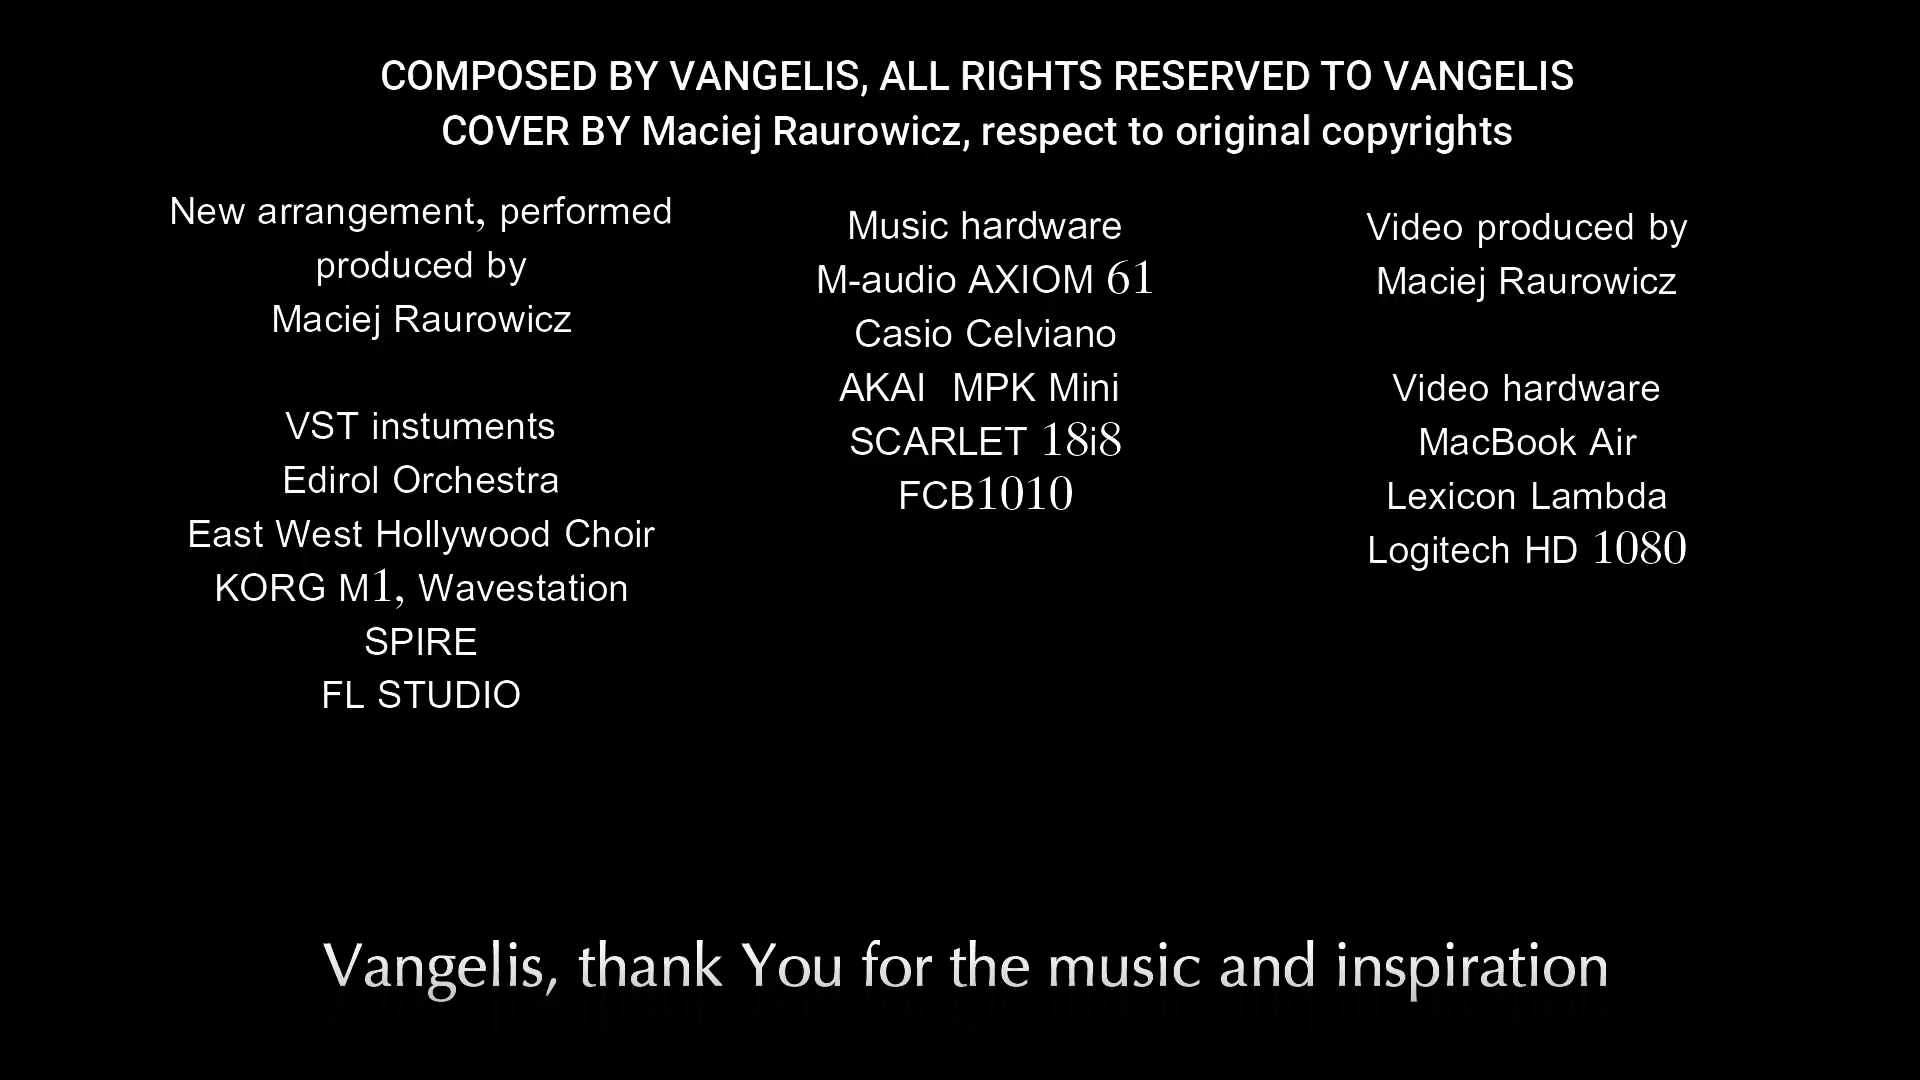 COMPOSED BY VANGELIS, ALL RIGHTS RESERVED TO VANGELIS
COVER BY Maciej Raurowicz, respect to original copyrights
New arrangement, performed
produced by
Maciej Raurowicz
VST instuments
Edirol Orchestra
East West Hollywood Choir
KORG M1, Wavestation
SPIRE
FL STUDIO
Music hardware
M-audio AXIOM 61
Casio Celviano
AKAI  MPK Mini
SCARLET 18i8
FCB1010
Video produced by
Maciej Raurowicz
Video hardware
MacBook Air
Lexicon Lambda
Logitech HD 1080
Vangelis, thank You for the music and inspiration